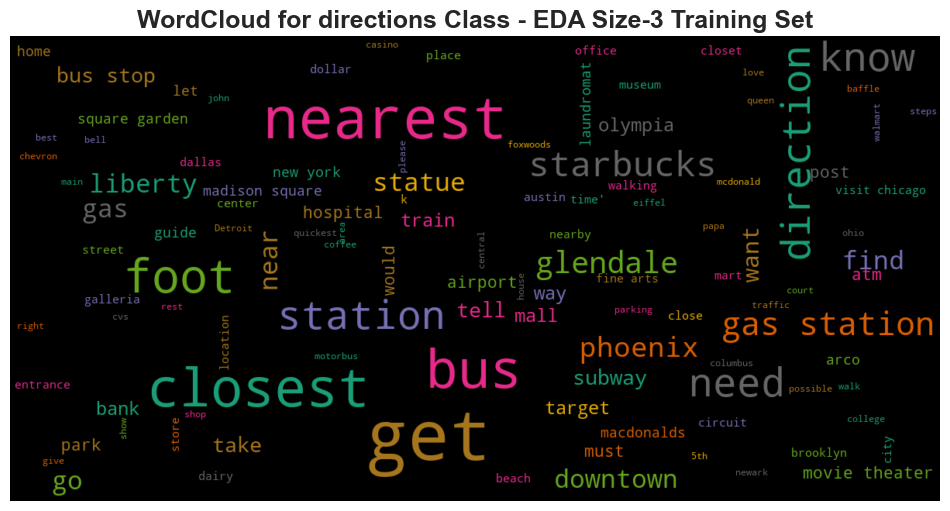 WordCloud for directions Class - EDA Size-3 Training Set
home
casino
place
office
closet
know
bus stop
dollar
love
direction
let
john
laundromat
museum
baffle
queen
walmart
steps
nearest
square garden
olympia
best
bell
please
foxwoods
chevron
dallas
starbucks
post
main
liberty
madison square
new york
statue
k
walking
mcdonald
visit chicago
austin
time'
eiffel
gas
center
hospital
train
papa
ohio
street
guide
Detroit
quickest
area
coffee
near
would
central
nearby
want
find
foot
airport
glendale
fine arts
mart
atm
galleria
cvs
rest
station
tell
way
mall
house
parking
close
court
traffic
gas station
right
location
motorbus
bus
phoenix
columbus
arco
entrance
closest
subway
need
possible
walk
bank
shop
show
store
get
target
circuit
college
city
park
take
macdonalds
must
5th
brooklyn
give
go
dairy
beach
downtown
newark
movie theater